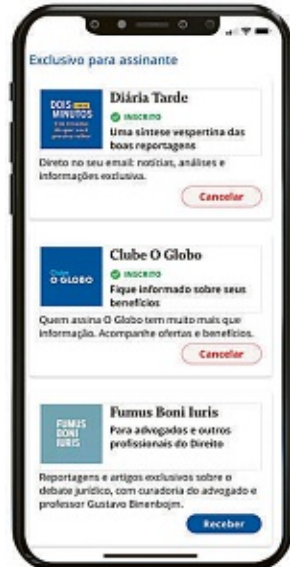 Exclusivo para assinante
DOIS
MINUTOS
Diária Tarde
INSCRITO
Uma síntese vespertina das
boas reportagens
Direto no seu email: notícias, análises e
informações exclusiva.
Cancelar
Clube
O GLOBO
Clube O Globo
INSCRITO
Fique informado sobre seus
benefícios
Quem assina O Globo tem muito mais que
informação. Acompanhe ofertas e benefícios.
Cancelar
FUMUS
BONI
IURIS
Fumus Boni Iuris
Para advogados e outros
profissionais do Direito
Reportagens e artigos exclusivos sobre o
debate jurídico, com curadoria do advogado e
professor Gustavo Binenbojm.
Receber